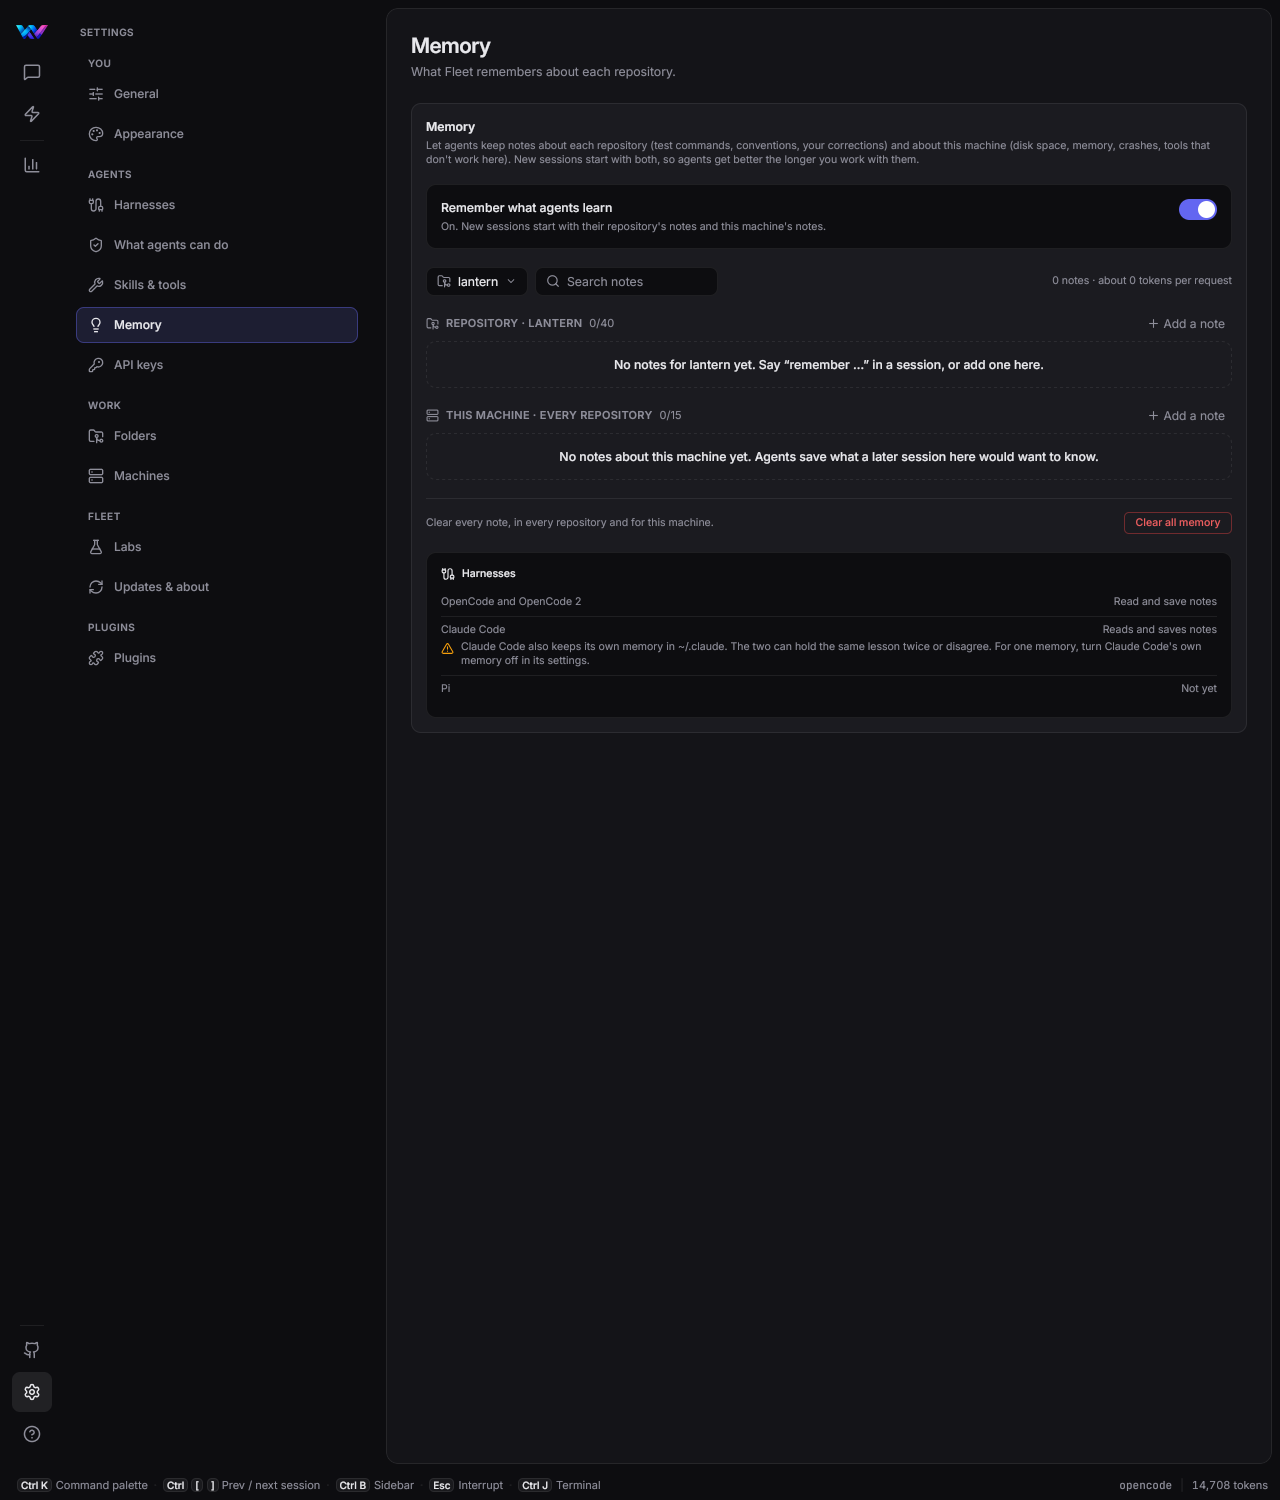 SETTINGS
YOU
General
Appearance
AGENTS
Harnesses
What agents can do
Skills & tools
Memory
API keys
WORK
Folders
Machines
FLEET
Labs
Updates & about
PLUGINS
Plugins
Memory
What Fleet remembers about each repository.
Memory
Let agents keep notes about each repository (test commands, conventions, your corrections) and about this machine (disk space, memory, crashes, tools that
don't work here). New sessions start with both, so agents get better the longer you work with them.
Remember what agents learn
On. New sessions start with their repository's notes and this machine's notes.
lantern
Search notes
0 notes · about 0 tokens per request
REPOSITORY · LANTERN 0/40
+ Add a note
No notes for lantern yet. Say “remember ...” in a session, or add one here.
THIS MACHINE · EVERY REPOSITORY 0/15
+ Add a note
No notes about this machine yet. Agents save what a later session here would want to know.
Clear every note, in every repository and for this machine.
Clear all memory
Harnesses
OpenCode and OpenCode 2
Read and save notes
Claude Code
Reads and saves notes
Claude Code also keeps its own memory in ~/.claude. The two can hold the same lesson twice or disagree. For one memory, turn Claude Code's own
memory off in its settings.
Pi
Not yet
Ctrl K Command palette · Ctrl [ ] Prev / next session · Ctrl B Sidebar · Esc Interrupt · Ctrl J Terminal
opencode
14,708 tokens